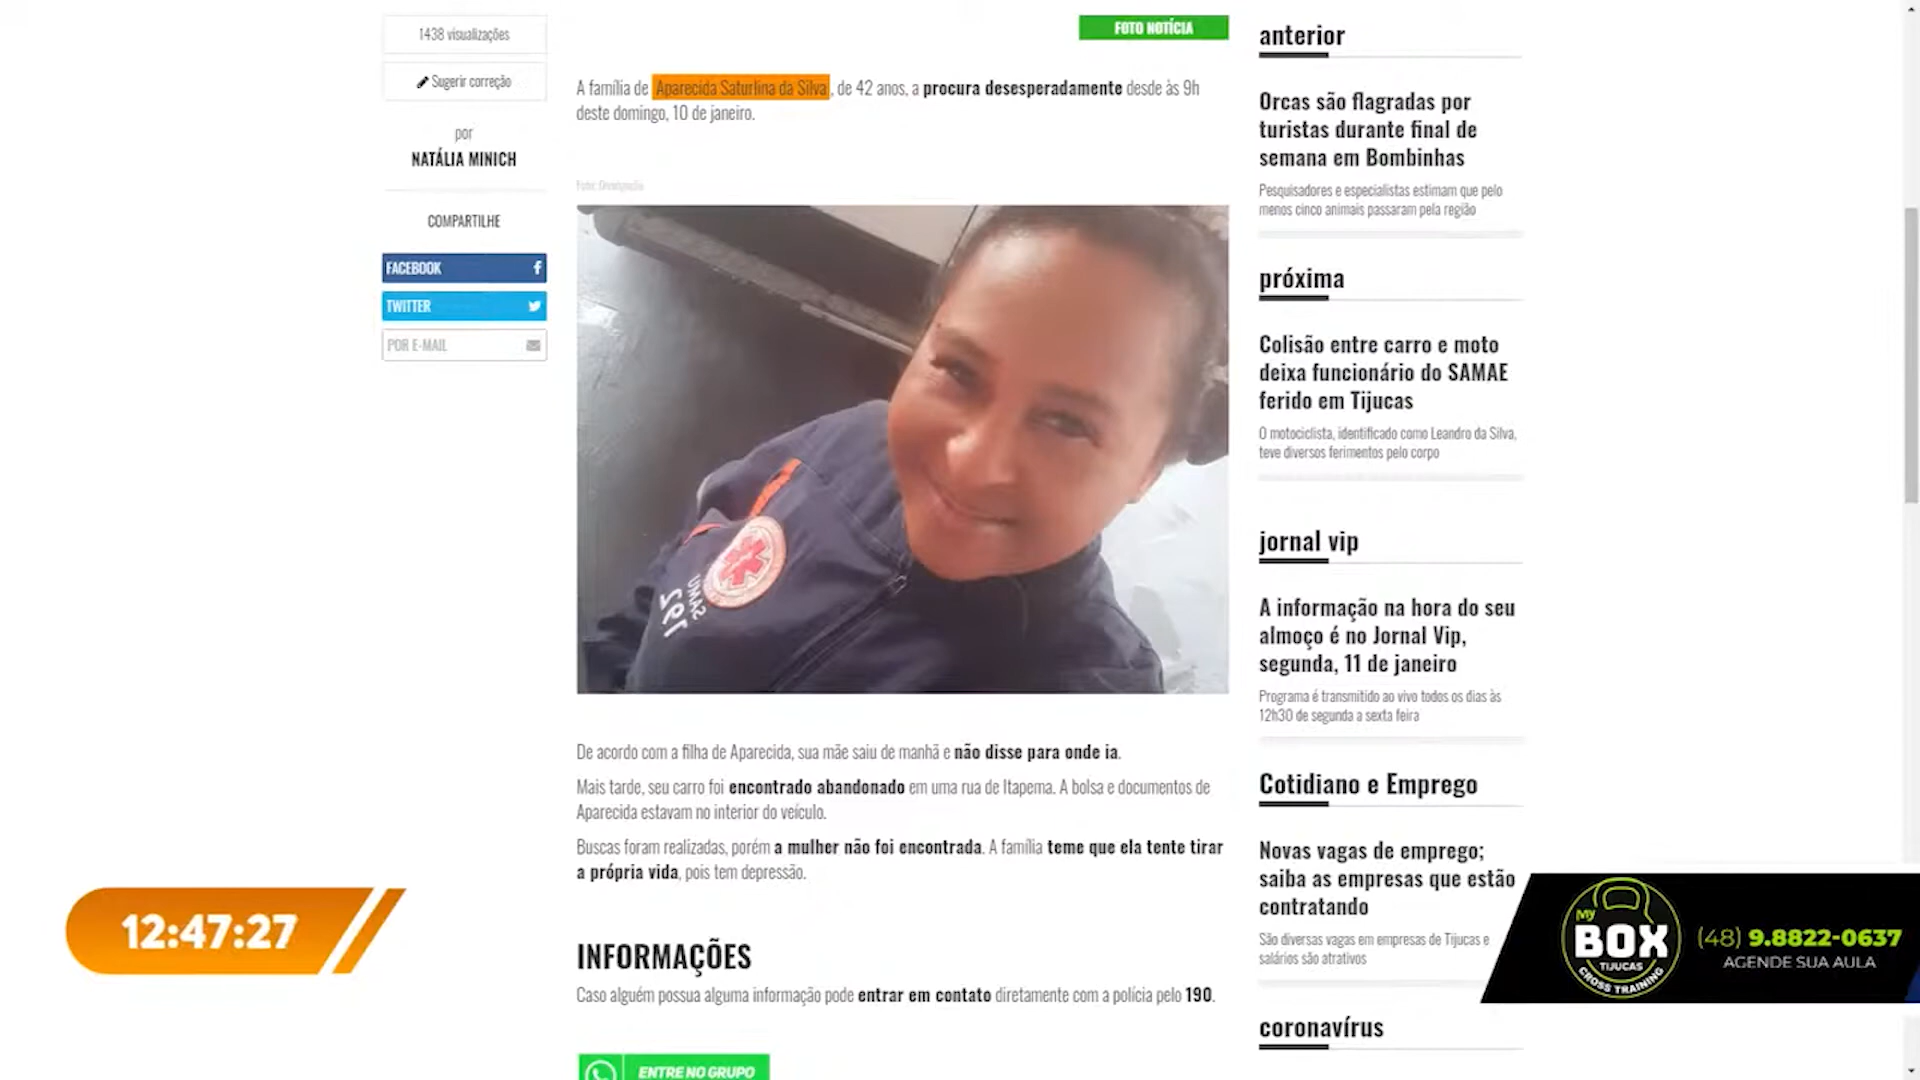 1438 visualizações
Sugerir correção
por
NATÁLIA MINICH
COMPARTILHE
FACEBOOK
TWITTER
POR E-MAIL
FOTO NOTÍCIA
A família de Aparecida Saturlina da Silva, de 42 anos, a procura desesperadamente desde às 9h
deste domingo, 10 de janeiro.
Foto: Divulgação
SAMU
192
De acordo com a filha de Aparecida, sua mãe saiu de manhã e não disse para onde ia.
Mais tarde, seu carro foi encontrado abandonado em uma rua de Itapema. A bolsa e documentos de
Aparecida estavam no interior do veículo.
Buscas foram realizadas, porém a mulher não foi encontrada. A família teme que ela tente tirar
a própria vida, pois tem depressão.
INFORMAÇÕES
Caso alguém possua alguma informação pode entrar em contato diretamente com a polícia pelo 190.
ENTRE NO GRUPO
anterior
Orcas são flagradas por
turistas durante final de
semana em Bombinhas
Pesquisadores e especialistas estimam que pelo
menos cinco animais passaram pela região
próxima
Colisão entre carro e moto
deixa funcionário do SAMAE
ferido em Tijucas
O motociclista, identificado como Leandro da Silva,
teve diversos ferimentos pelo corpo
jornal vip
A informação na hora do seu
almoço é no Jornal Vip,
segunda, 11 de janeiro
Programa é transmitido ao vivo todos os dias às
12h30 de segunda a sexta feira
Cotidiano e Emprego
Novas vagas de emprego;
saiba as empresas que estão
contratando
São diversas vagas em empresas de Tijucas e
salários são atrativos
coronavírus
12:47:27
My
BOX
TIJUCAS
CROSS TRAINING
(48) 9.8822-0637
AGENDE SUA AULA